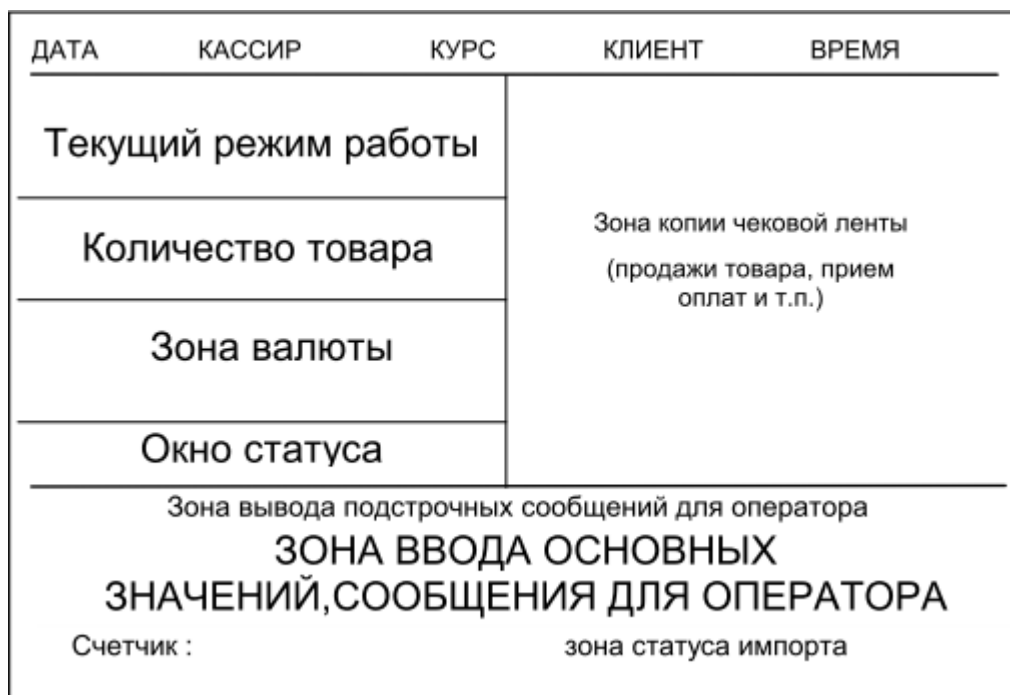 ДАТА КАССИР КУРС КЛИЕНТ ВРЕМЯ
Текущий режим работы
Количество товара
Зона валюты
Окно статуса
Зона копии чековой ленты
(продажи товара, прием
оплат и т.п.)
Зона вывода подстрочных сообщений для оператора
ЗОНА ВВОДА ОСНОВНЫХ
ЗНАЧЕНИЙ,СООБЩЕНИЯ ДЛЯ ОПЕРАТОРА
Счетчик : зона статуса импорта